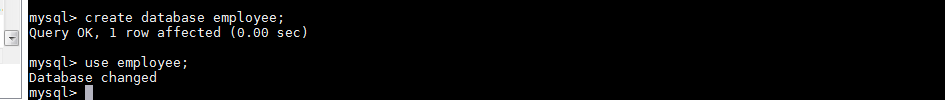 mysql> create database employee;
Query OK, 1 row affected (0.00 sec)
mysql> use employee;
Database changed
mysql>